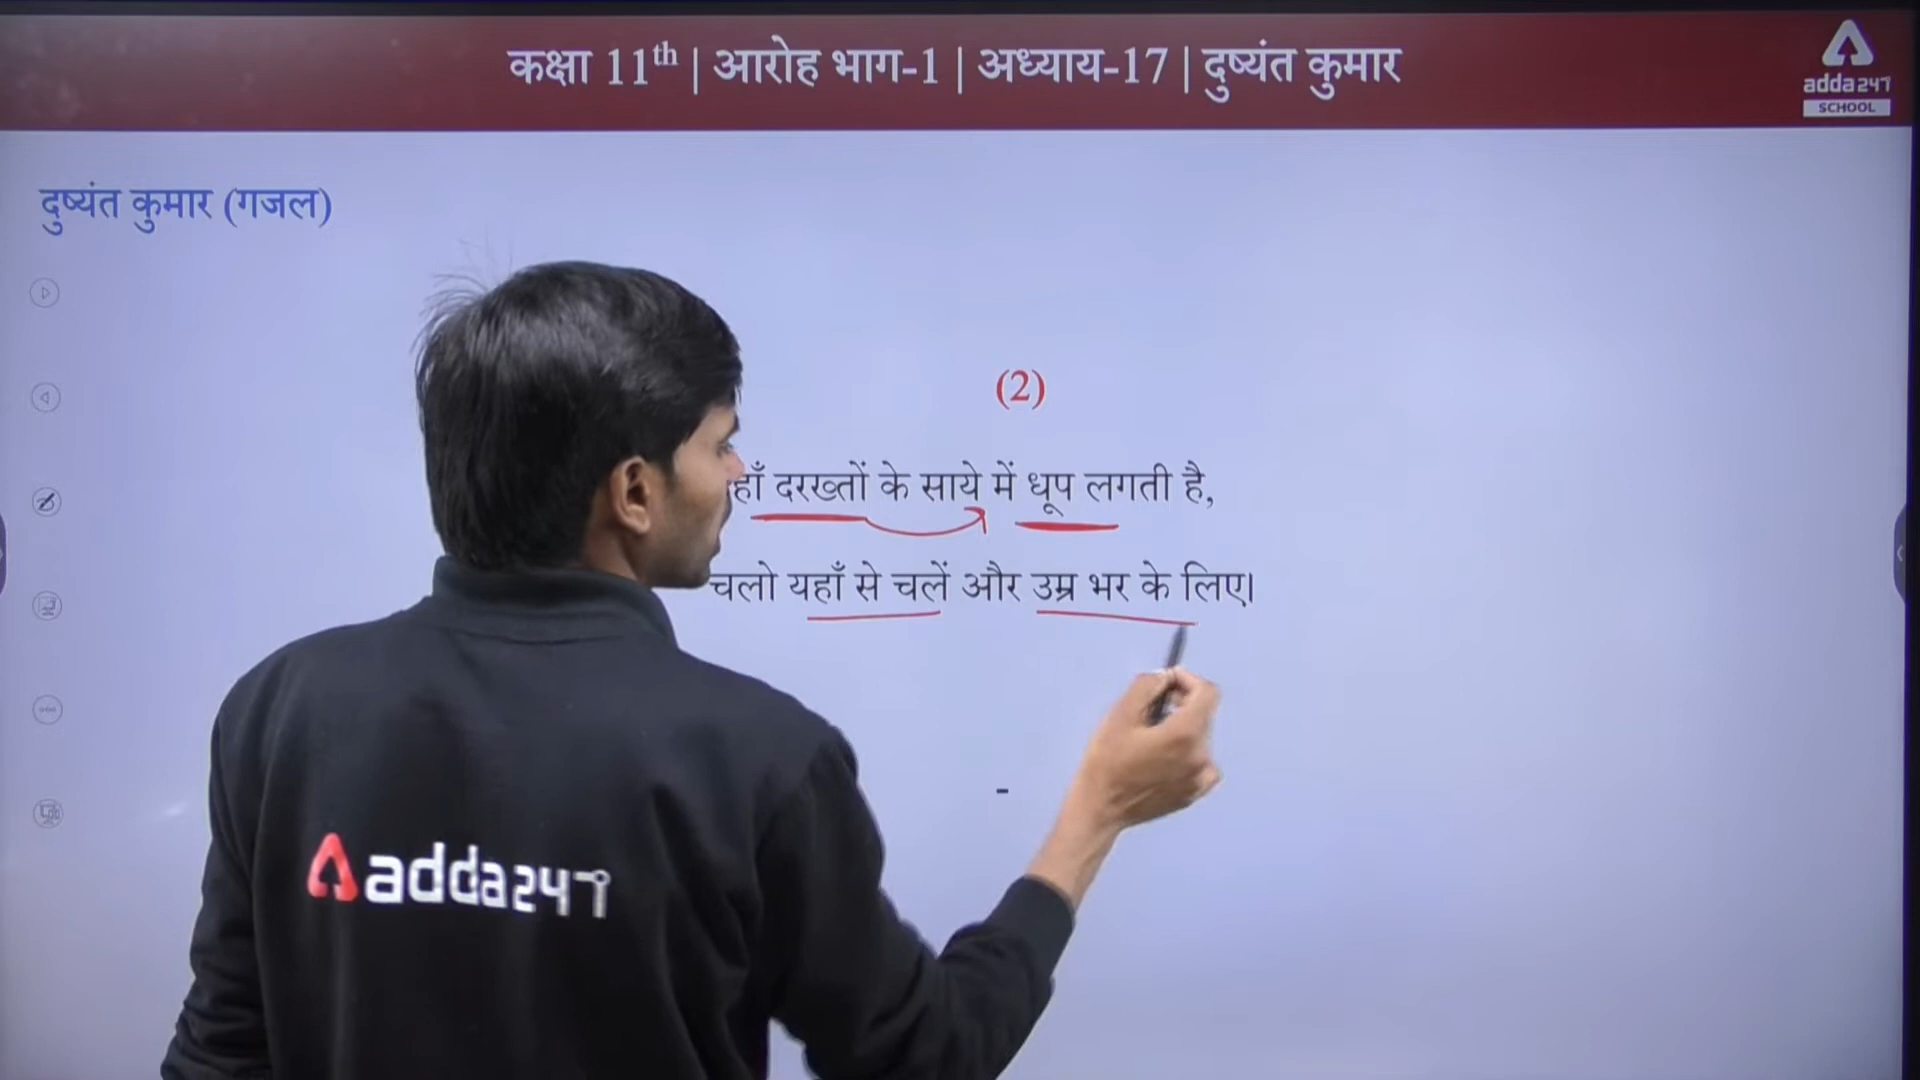 कक्षा 11th | आरोह भाग-1 | अध्याय-17 | दुष्यंत कुमार
adda247
SCHOOL
दुष्यंत कुमार (गजल)
(2)
दरख्तों के साये में धूप लगती है,
चलो यहाँ से चलें और उम्र भर के लिए।
-
adda247